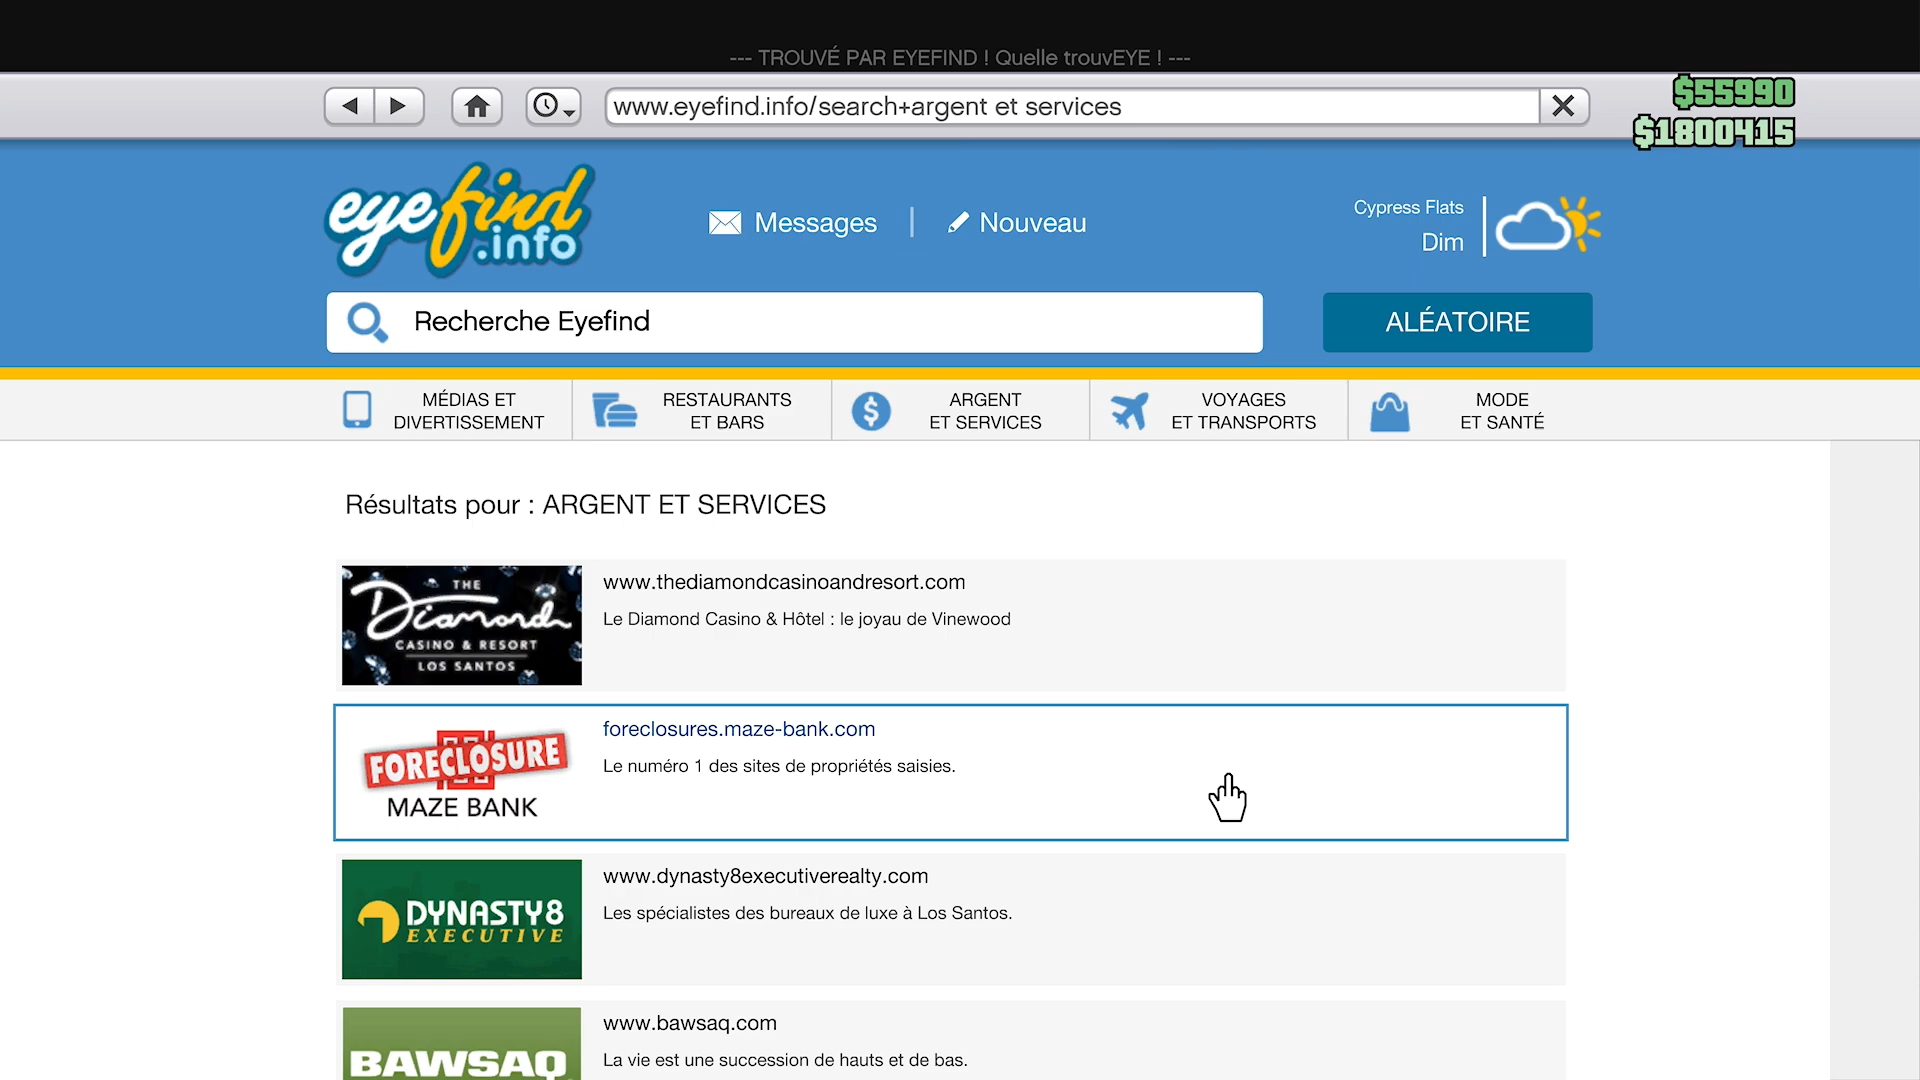 --- TROUVÉ PAR EYEFIND ! Quelle trouvEYE ! ---
www.eyefind.info/search+argent et services
$55990
$1800415
eyefind
.info
Messages
Nouveau
Cypress Flats
Dim
Recherche Eyefind
ALÉATOIRE
MÉDIAS ET
DIVERTISSEMENT
RESTAURANTS
ET BARS
ARGENT
ET SERVICES
VOYAGES
ET TRANSPORTS
MODE
ET SANTÉ
Résultats pour : ARGENT ET SERVICES
THE
Diamond
CASINO & RESORT
LOS SANTOS
www.thediamondcasinoandresort.com
Le Diamond Casino & Hôtel : le joyau de Vinewood
FORECLOSURE
MAZE BANK
foreclosures.maze-bank.com
Le numéro 1 des sites de propriétés saisies.
DYNASTY8
EXECUTIVE
www.dynasty8executiverealty.com
Les spécialistes des bureaux de luxe à Los Santos.
BAWSAQ
www.bawsaq.com
La vie est une succession de hauts et de bas.